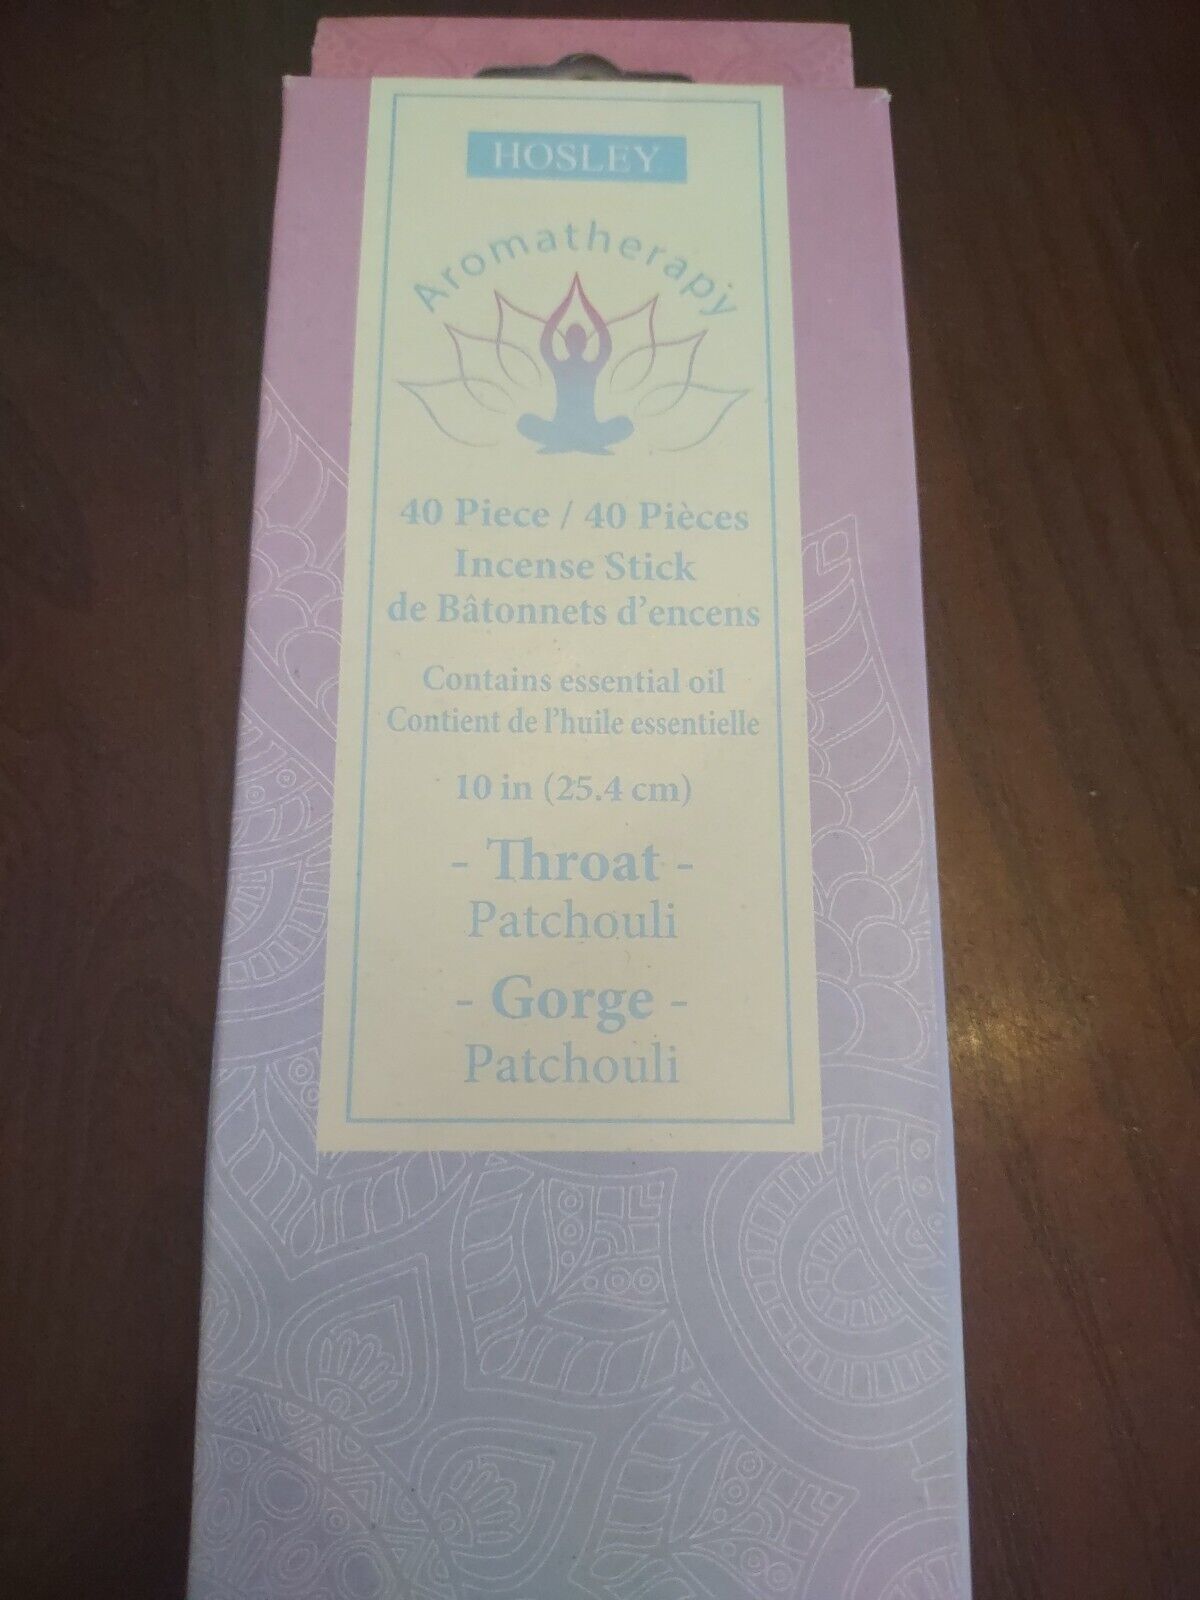 HOSLEY
Aromatherapy
40 Piece / 40 Pièces
Incense Stick
de Bâtonnets d'encens
Contains essential oil
Contient de l'huile essentielle
10 in (25.4 cm)
- Throat -
Patchouli
- Gorge -
Patchouli